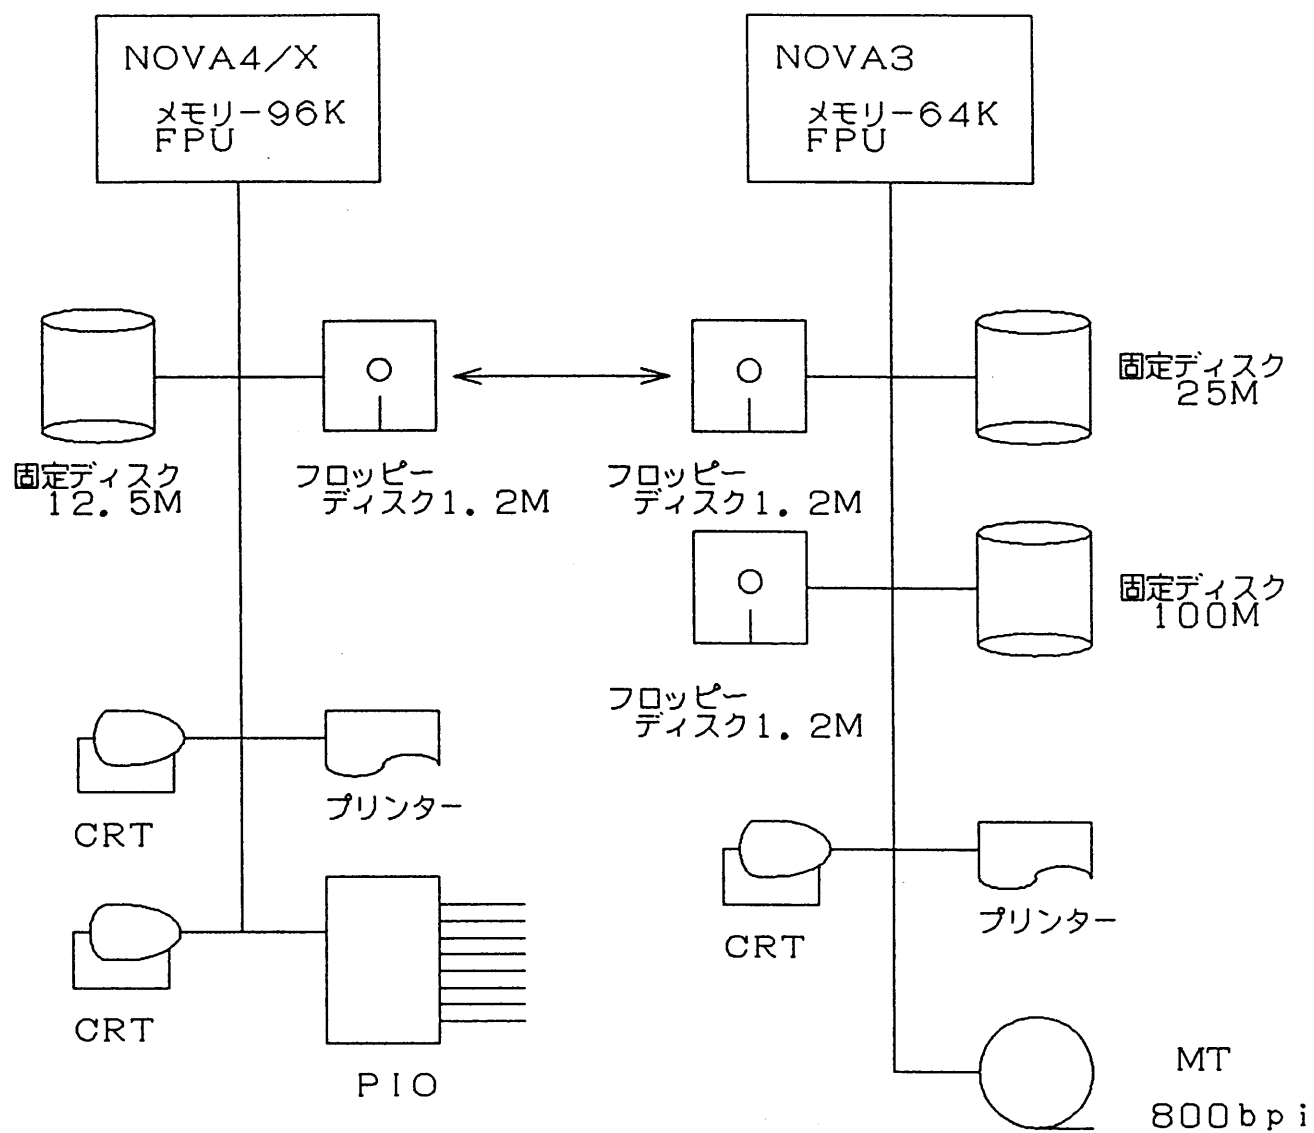 NOVA4/X
メモリー96K
FPU
NOVA3
メモリー64K
FPU
固定ディスク
12.5M
フロッピー
ディスク1.2M
フロッピー
ディスク1.2M
固定ディスク
25M
フロッピー
ディスク1.2M
固定ディスク
100M
CRT
プリンター
CRT
PIO
CRT
プリンター
MT
800bpi